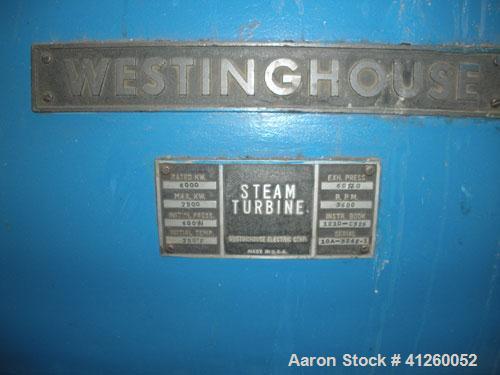 WESTINGHOUSE
RATED KW.
6000
MAX. KW.
7500
INITIAL PRESS.
INITIAL TEMP.
STEAM
TURBINE
WESTINGHOUSE ELECTRIC CORP.
MADE IN U.S.A.
EXH. PRESS.
R.P.M.
3600
INSTR. BOOK
SERIAL
Aaron Stock # 41260052